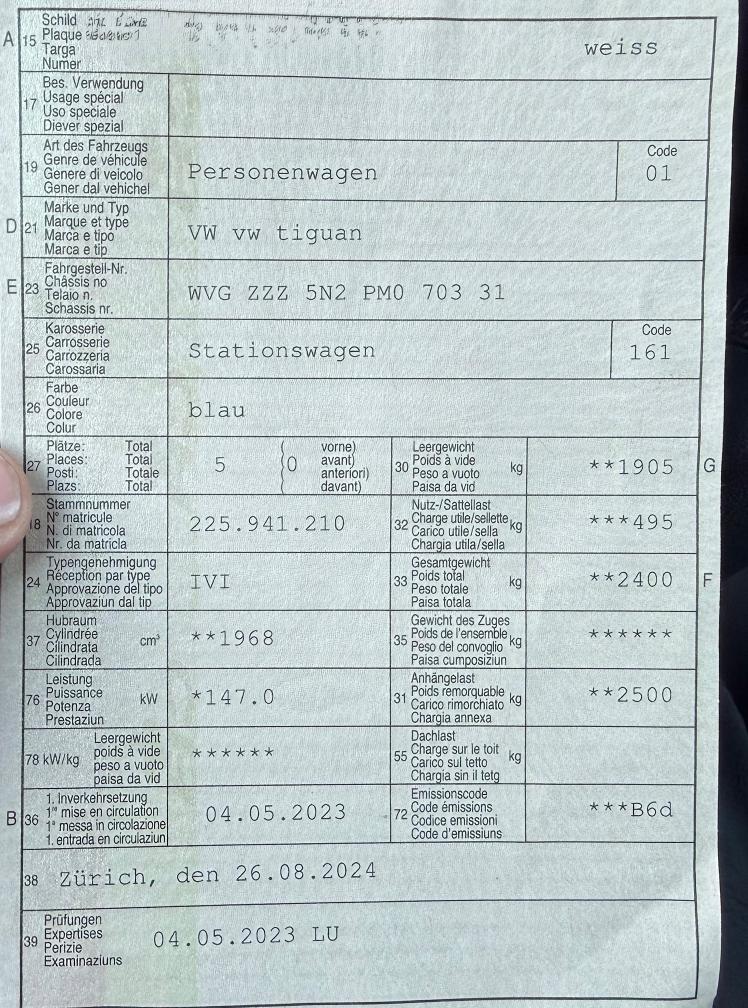 A 15 Schild
Plaque
Targa
Numer
weiss
17 Bes. Verwendung
Usage spécial
Uso speciale
Diever spezial
19 Art des Fahrzeugs
Genre de véhicule
Genere di veicolo
Gener dal vehichel
Personenwagen
Code
01
D 21 Marke und Typ
Marque et type
Marca e tipo
Marca e tip
VW vw tiguan
E 23 Fahrgestell-Nr.
Châssis no
Telaio n.
Schassis nr.
WVG ZZZ 5N2 PM0 703 31
25 Karosserie
Carrosserie
Carrozzeria
Carossaria
Stationswagen
Code
161
26 Farbe
Couleur
Colore
Colur
blau
27 Plätze: Total
Places: Total
Posti: Totale
Plazs: Total
5
( vorne)
(0 avant)
( anteriori)
( davant)
30 Leergewicht
Poids à vide
Peso a vuoto
Paisa da vid
kg
**1905
G
18 Stammnummer
N° matricule
N. di matricola
Nr. da matricla
225.941.210
32 Nutz-/Sattellast
Charge utile/sellette
Carico utile/sella
Chargia utila/sella
kg
***495
24 Typengenehmigung
Réception par type
Approvazione del tipo
Approvaziun dal tip
IVI
33 Gesamtgewicht
Poids total
Peso totale
Paisa totala
kg
**2400
F
37 Hubraum
Cylindrée
Cilindrata
Cilindrada
cm³
**1968
35 Gewicht des Zuges
Poids de l'ensemble
Peso del convoglio
Paisa cumposiziun
kg
******
76 Leistung
Puissance
Potenza
Prestaziun
kW
*147.0
31 Anhängelast
Poids remorquable
Carico rimorchiato
Chargia annexa
kg
**2500
78 kW/kg Leergewicht
poids à vide
peso a vuoto
paisa da vid
******
55 Dachlast
Charge sur le toit
Carico sul tetto
Chargia sin il tetg
kg
B 36 1. Inverkehrsetzung
1re mise en circulation
1a messa in circolazione
1. entrada en circulaziun
04.05.2023
72 Emissionscode
Code émissions
Codice emissioni
Code d'emissiuns
***B6d
38 Zürich, den 26.08.2024
39 Prüfungen
Expertises
Perizie
Examinaziuns
04.05.2023 LU